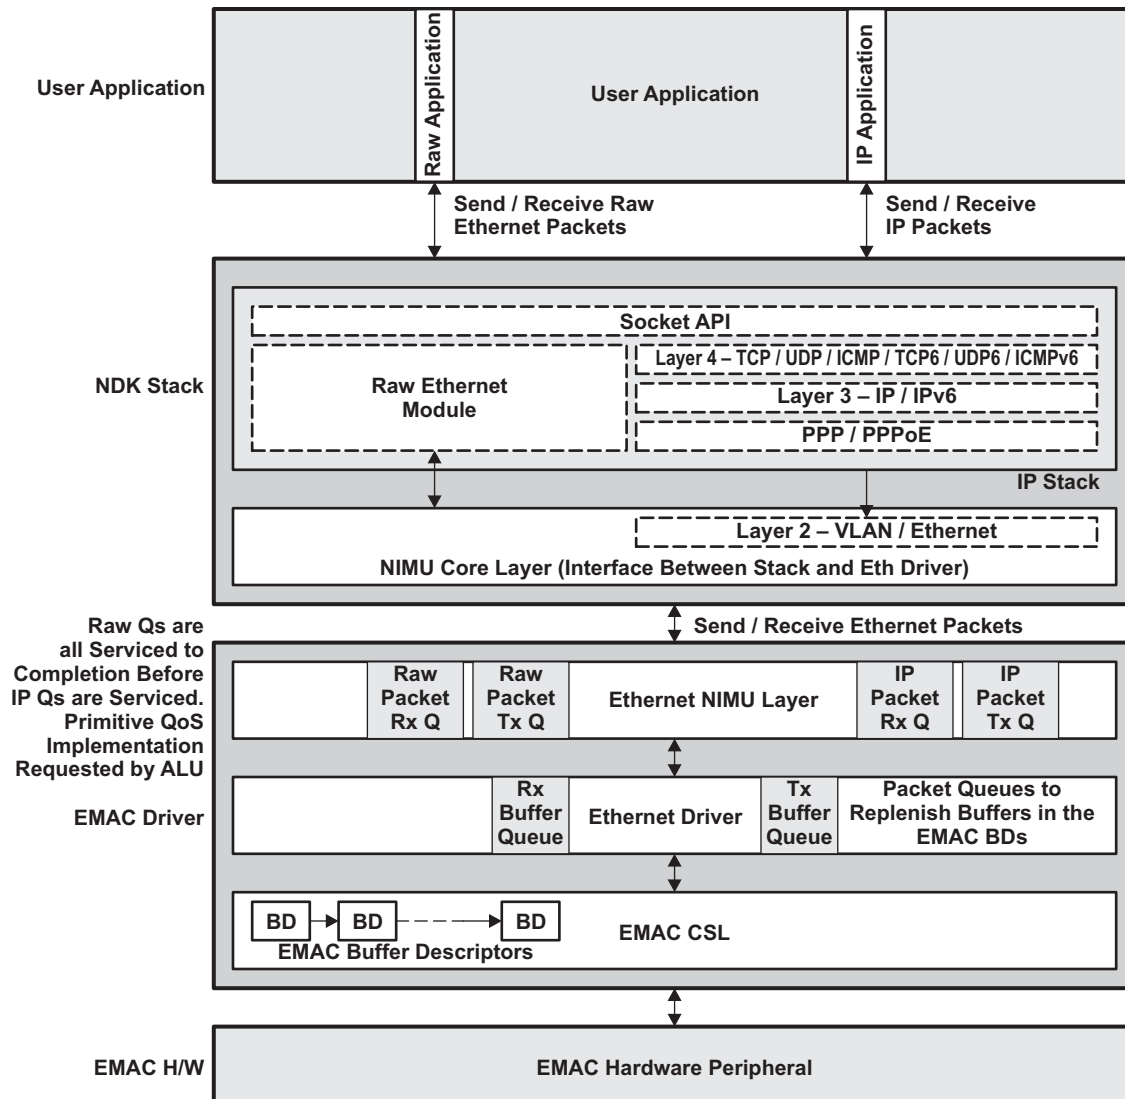 User Application
Raw Application
User Application
IP Application
Send / Receive Raw
Ethernet Packets
Send / Receive
IP Packets
NDK Stack
Socket API
Raw Ethernet
Module
Layer 4 – TCP / UDP / ICMP / TCP6 / UDP6 / ICMPv6
Layer 3 – IP / IPv6
PPP / PPPoE
IP Stack
Layer 2 – VLAN / Ethernet
NIMU Core Layer (Interface Between Stack and Eth Driver)
Send / Receive Ethernet Packets
Raw Qs are
all Serviced to
Completion Before
IP Qs are Serviced.
Primitive QoS
Implementation
Requested by ALU
Raw
Packet
Rx Q
Raw
Packet
Tx Q
Ethernet NIMU Layer
IP
Packet
Rx Q
IP
Packet
Tx Q
EMAC Driver
Rx
Buffer
Queue
Ethernet Driver
Tx
Buffer
Queue
Packet Queues to
Replenish Buffers in the
EMAC BDs
BD
BD
BD
EMAC Buffer Descriptors
EMAC CSL
EMAC H/W
EMAC Hardware Peripheral